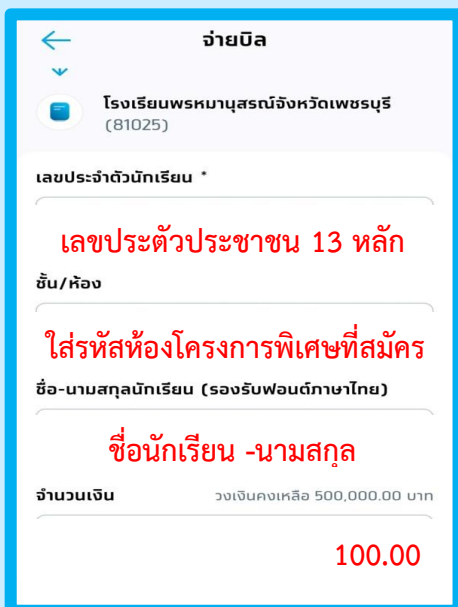 จ่ายบิล
โรงเรียนพรหมานุสรณ์จังหวัดเพชรบุรี
(81025)
เลขประจำตัวนักเรียน *
เลขประตัวประชาชน 13 หลัก
ชั้น/ห้อง
ใส่รหัสห้องโครงการพิเศษที่สมัคร
ชื่อ-นามสกุลนักเรียน (รองรับฟอนต์ภาษาไทย)
ชื่อนักเรียน -นามสกุล
จำนวนเงิน วงเงินคงเหลือ 500,000.00 บาท
100.00